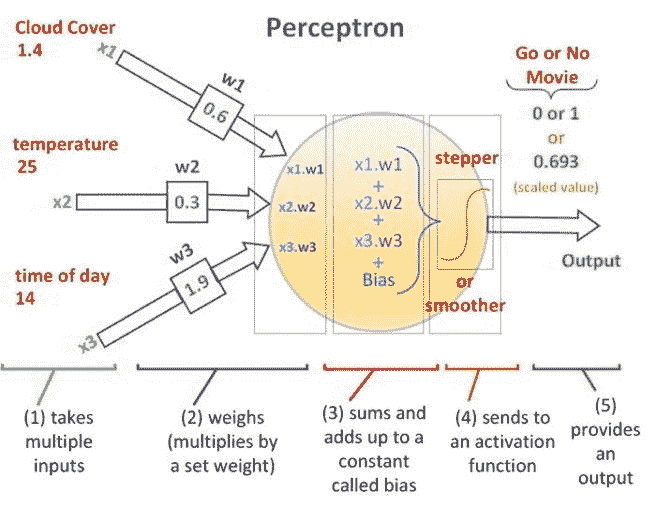 Perceptron
Cloud Cover
1.4
x1
w1
0.6
temperature
25
x2
w2
0.3
time of day
14
x3
w3
1.9
x1.w1
x2.w2
x3.w3
x1.w1
+
x2.w2
+
x3.w3
+
Bias
stepper
or
smoother
Go or No
Movie
0 or 1
or
0.693
(scaled value)
Output
(1) takes
multiple
inputs
(2) weighs
(multiplies by
a set weight)
(3) sums and
adds up to a
constant
called bias
(4) sends to
an activation
function
(5)
provides
an
output